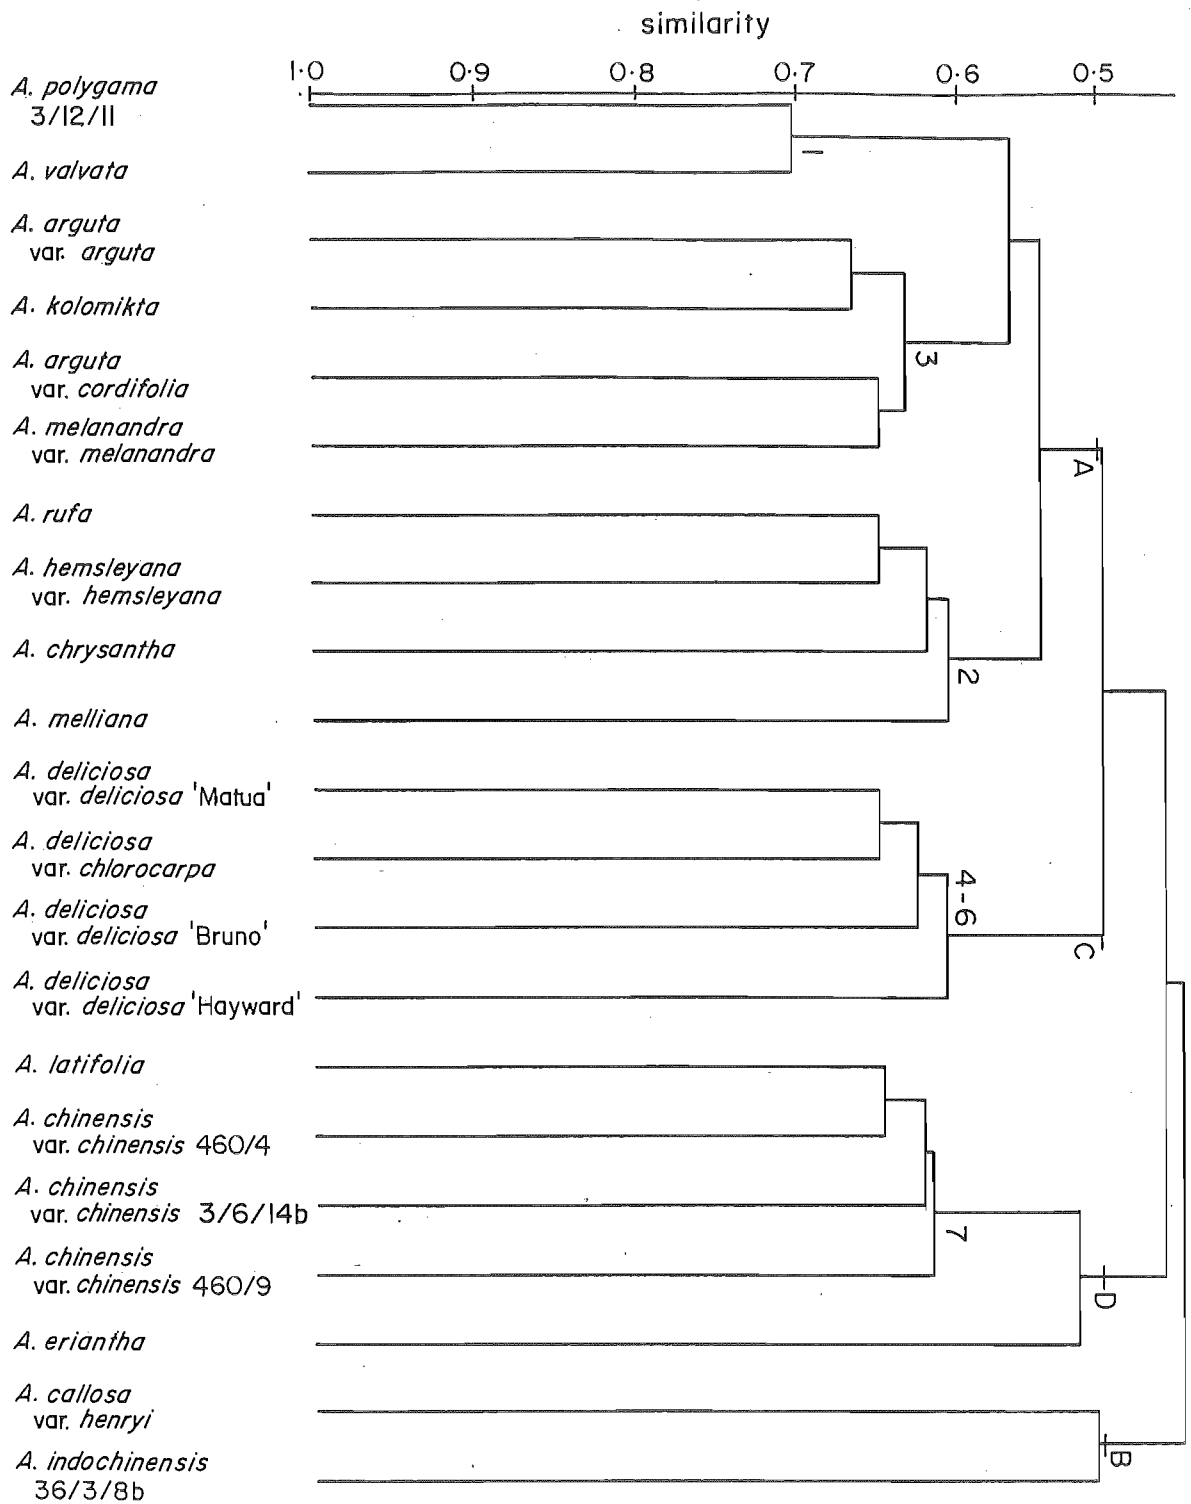 similarity
1·0 0·9 0·8 0·7 0·6 0·5
A. polygama
3/12/11
1
A. valvata
A. arguta
var. arguta
A. kolomikta
3
A. arguta
var. cordifolia
A. melanandra
var. melanandra
A
A. rufa
A. hemsleyana
var. hemsleyana
A. chrysantha
2
A. melliana
A. deliciosa
var. deliciosa 'Matua'
A. deliciosa
var. chlorocarpa
4-6
A. deliciosa
var. deliciosa 'Bruno'
C
A. deliciosa
var. deliciosa 'Hayward'
A. latifolia
A. chinensis
var. chinensis 460/4
A. chinensis
var. chinensis 3/6/14b
7
A. chinensis
var. chinensis 460/9
D
A. eriantha
A. callosa
var. henryi
B
A. indochinensis
36/3/8b